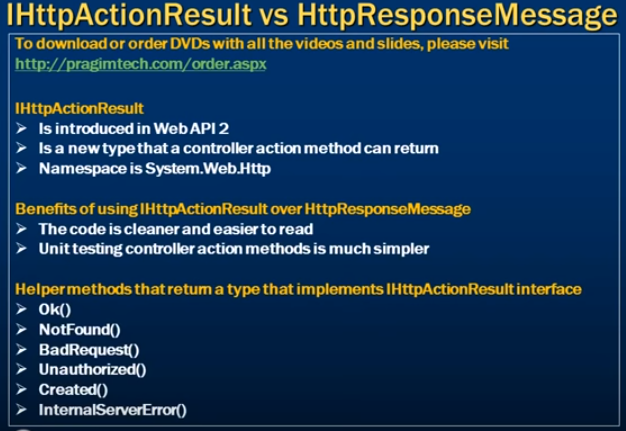 IHttpActionResult vs HttpResponseMessage
To download or order DVDs with all the videos and slides, please visit
http://pragimtech.com/order.aspx
IHttpActionResult
➢ Is introduced in Web API 2
➢ Is a new type that a controller action method can return
➢ Namespace is System.Web.Http
Benefits of using IHttpActionResult over HttpResponseMessage
➢ The code is cleaner and easier to read
➢ Unit testing controller action methods is much simpler
Helper methods that return a type that implements IHttpActionResult interface
➢ Ok()
➢ NotFound()
➢ BadRequest()
➢ Unauthorized()
➢ Created()
➢ InternalServerError()